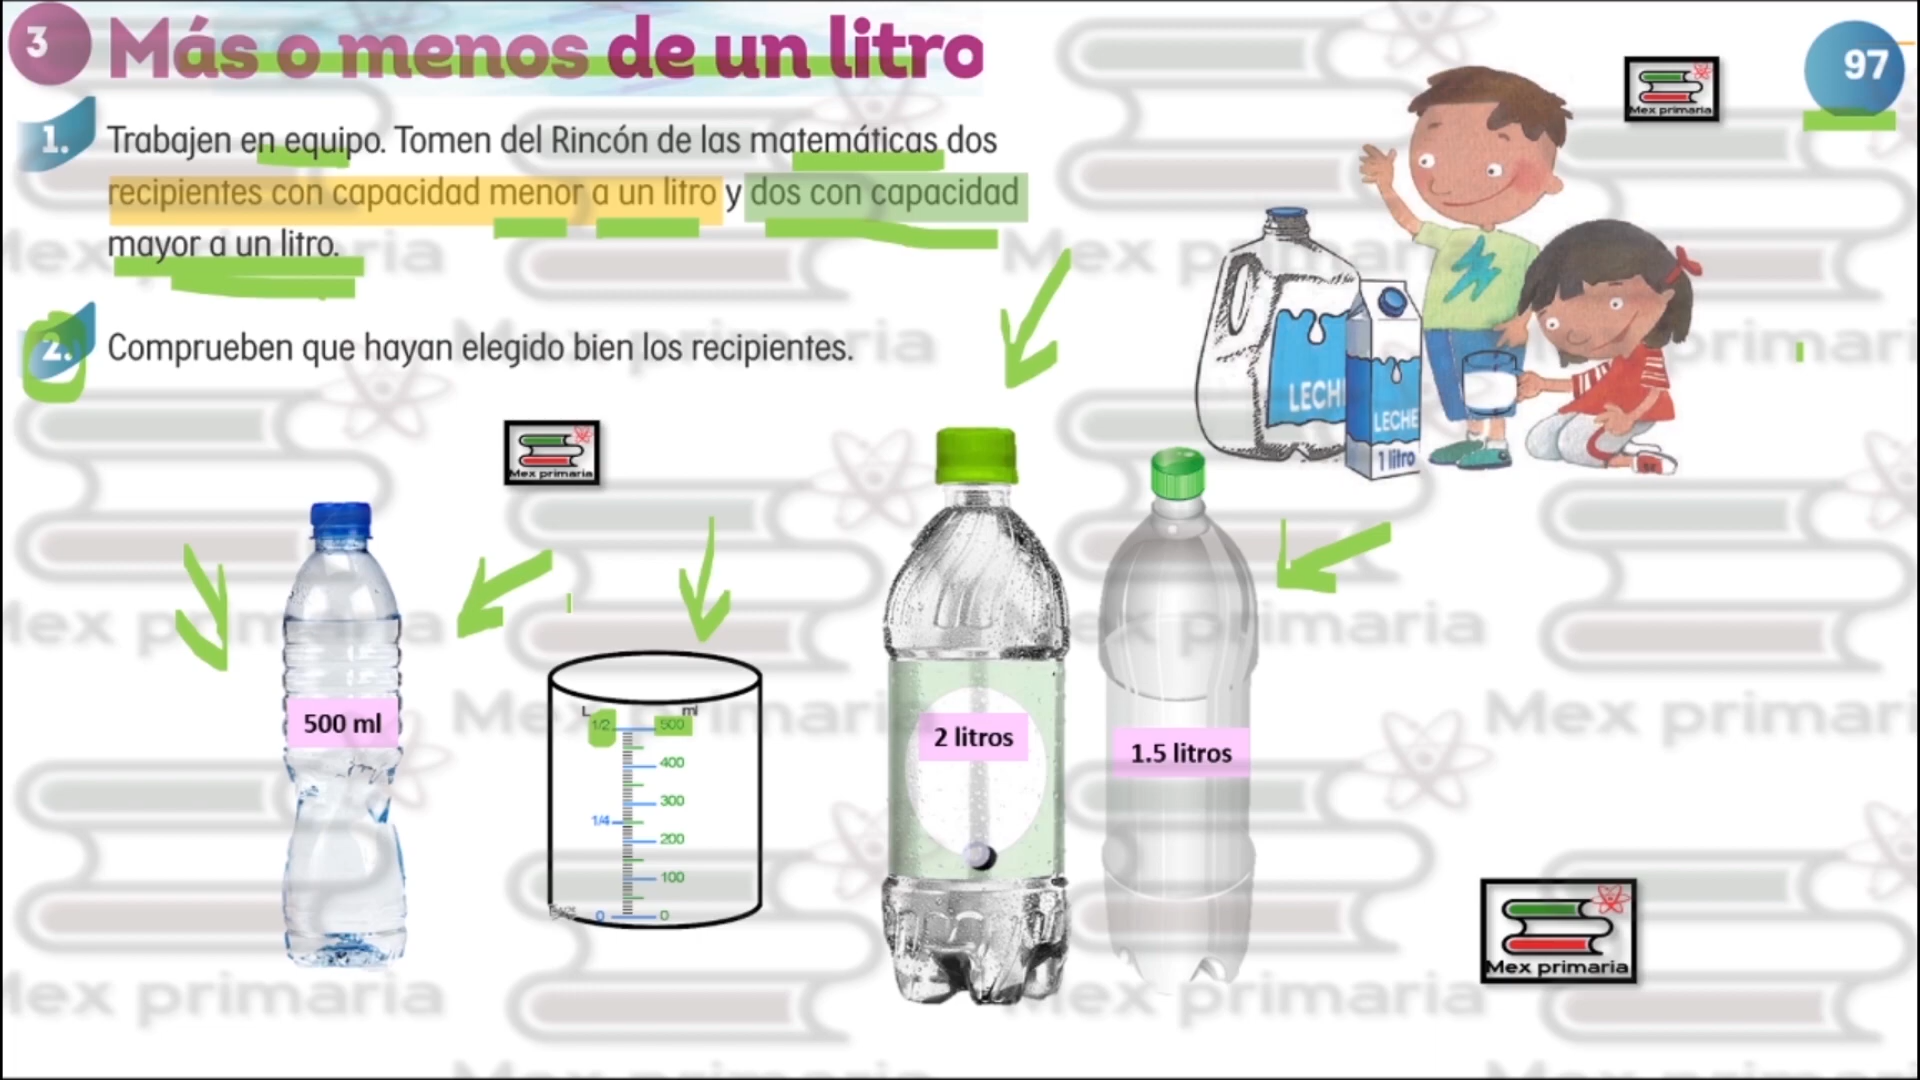 3 Más o menos de un litro
97
Mex primaria
1. Trabajen en equipo. Tomen del Rincón de las matemáticas dos
recipientes con capacidad menor a un litro y dos con capacidad
mayor a un litro.
2. Comprueben que hayan elegido bien los recipientes.
LECHE
LECHE
1 litro
Mex primaria
500 ml
L ml
1/2 500
400
300
1/4
200
100
0 0
2 litros
1.5 litros
Mex primaria